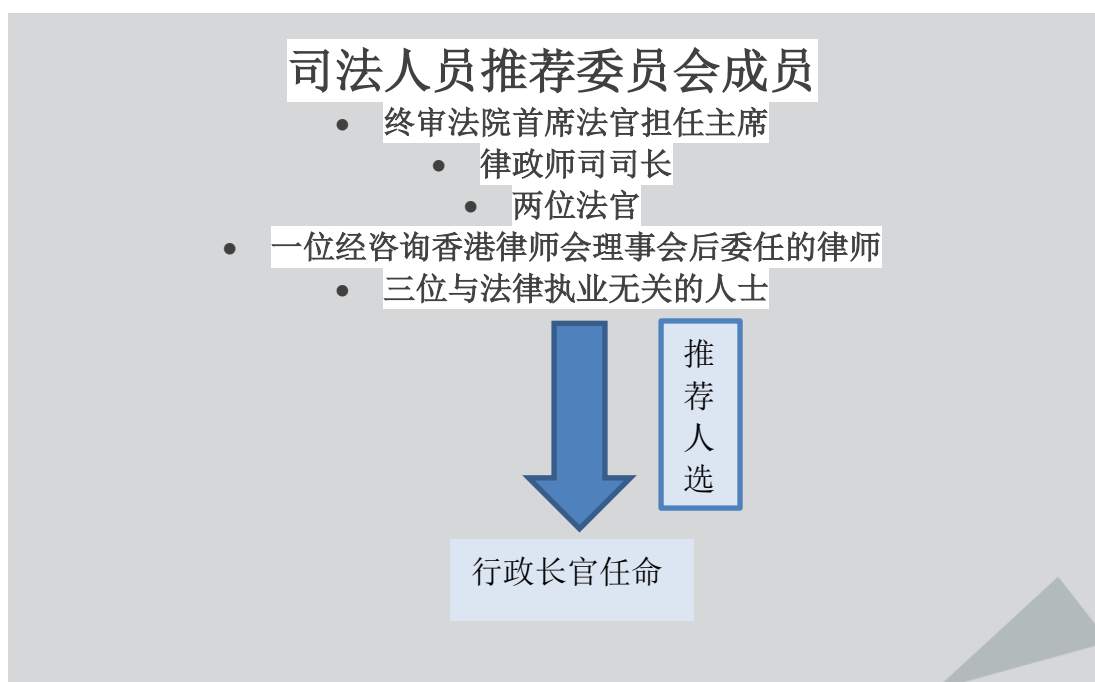 司法人员推荐委员会成员
• 终审法院首席法官担任主席
• 律政师司司长
• 两位法官
• 一位经咨询香港律师会理事会后委任的律师
• 三位与法律执业无关的人士
推
荐
人
选
行政长官任命